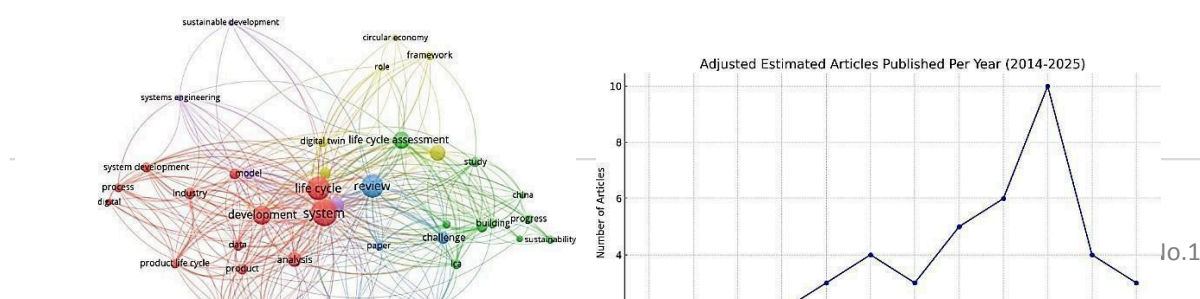 sustainable development
circular economy
framework
role
systems engineering
digital twin life cycle assessment
study
system development
model
process
industry
life cycle
review
digital
china
development
system
progress
building
challenge
sustainability
data
paper
product life cycle
product
analysis
lca
Adjusted Estimated Articles Published Per Year (2014-2025)
10
8
6
4
Number of Articles
No.1